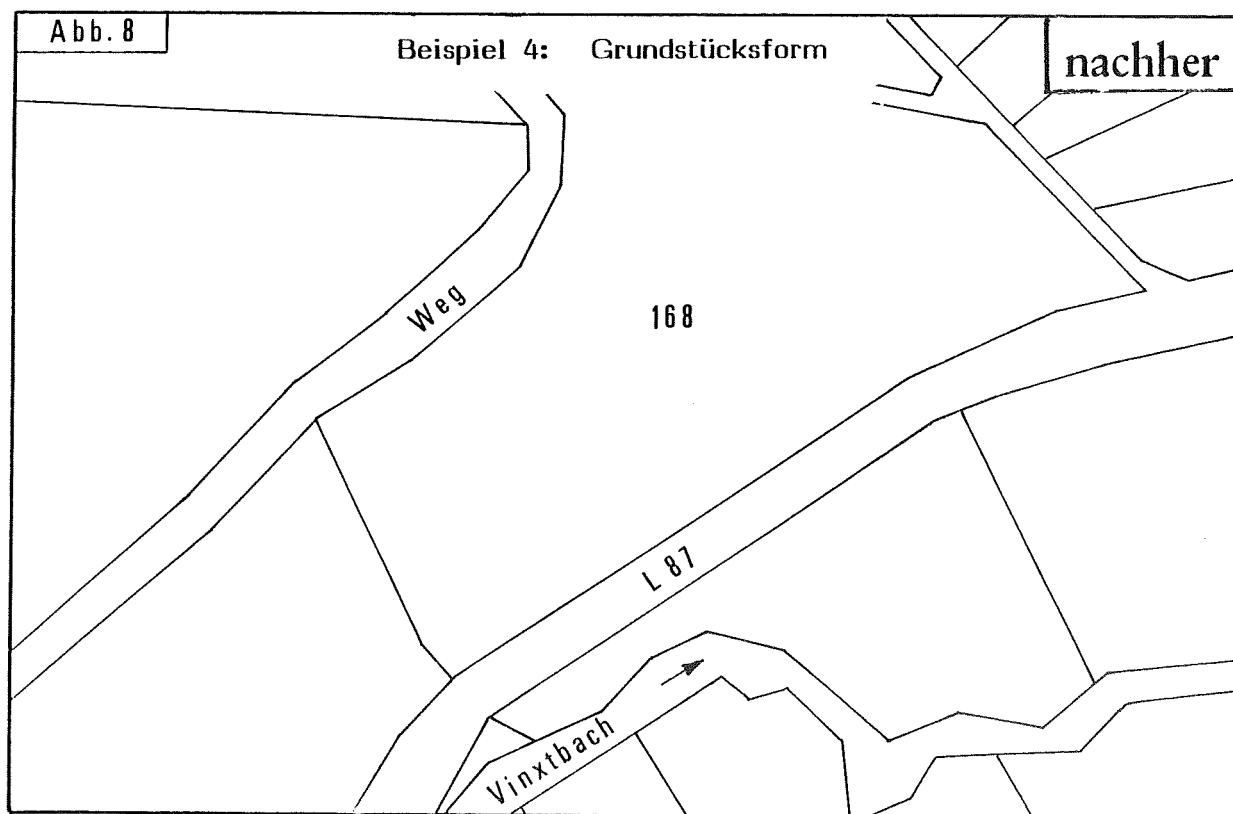 Abb. 8
Beispiel 4: Grundstücksform
nachher
Weg
168
L 87
Vinxtbach